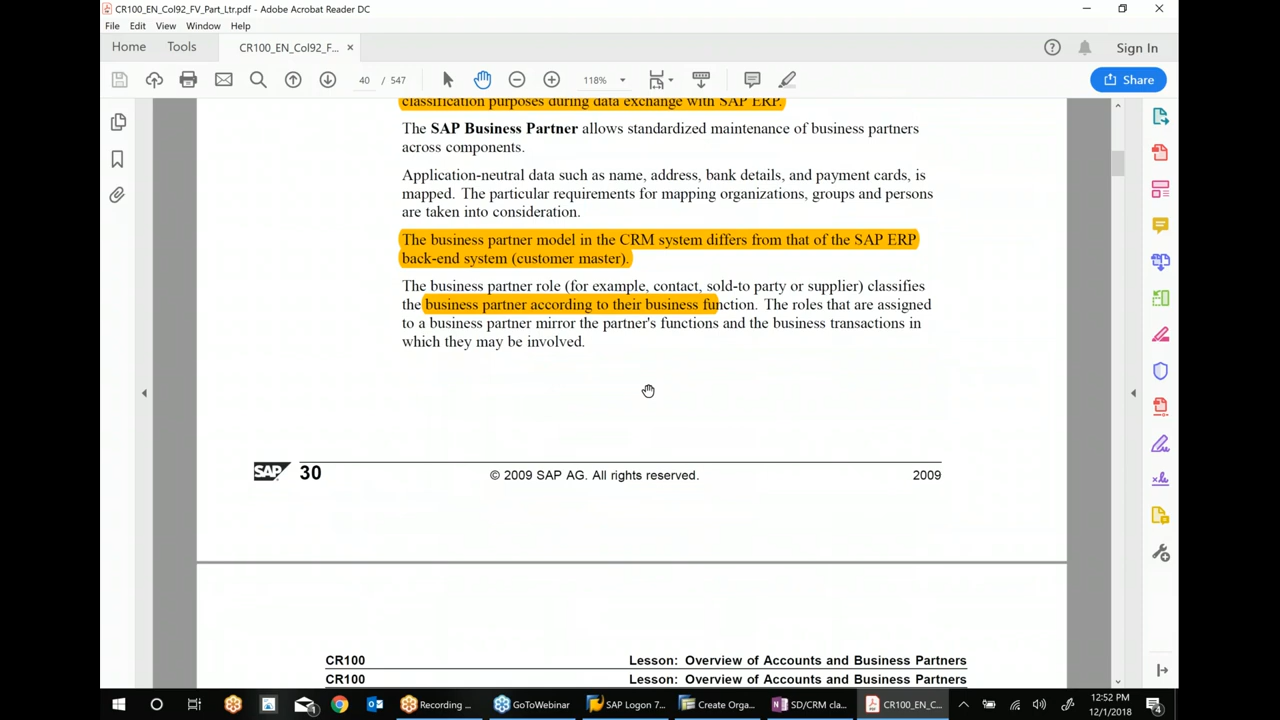 CR100_EN_Col92_FV_Part_Ltr.pdf - Adobe Acrobat Reader DC
File Edit View Window Help
Home Tools CR100_EN_Col92_F... × Sign In
40 / 547 118% Share
classification purposes during data exchange with SAP ERP.
The SAP Business Partner allows standardized maintenance of business partners
across components.
Application-neutral data such as name, address, bank details, and payment cards, is
mapped. The particular requirements for mapping organizations, groups and persons
are taken into consideration.
The business partner model in the CRM system differs from that of the SAP ERP
back-end system (customer master).
The business partner role (for example, contact, sold-to party or supplier) classifies
the business partner according to their business function. The roles that are assigned
to a business partner mirror the partner's functions and the business transactions in
which they may be involved.
SAP 30 © 2009 SAP AG. All rights reserved. 2009
CR100 Lesson: Overview of Accounts and Business Partners
CR100 Lesson: Overview of Accounts and Business Partners
Recording ... GoToWebinar SAP Logon 7... Create Orga... SD/CRM cla... CR100_EN_C... 12:52 PM
12/1/2018 4